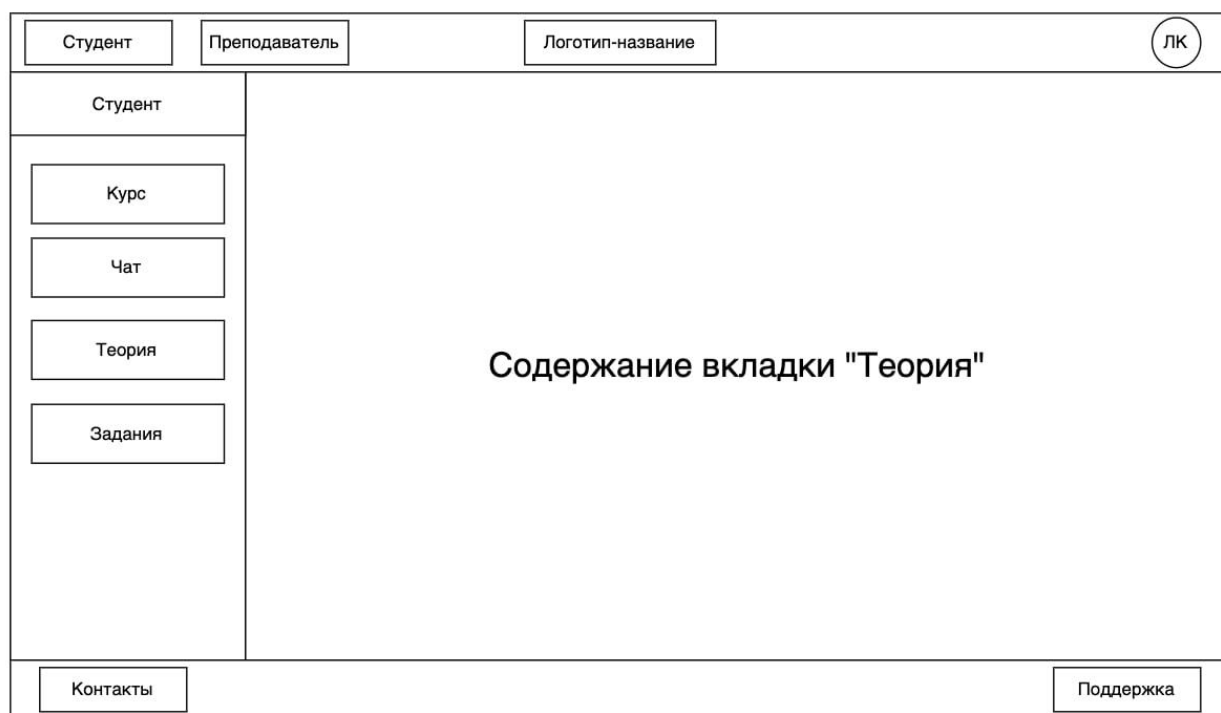 Студент
Преподаватель
Логотип-название
ЛК
Студент
Курс
Чат
Теория
Задания
Содержание вкладки "Теория"
Контакты
Поддержка